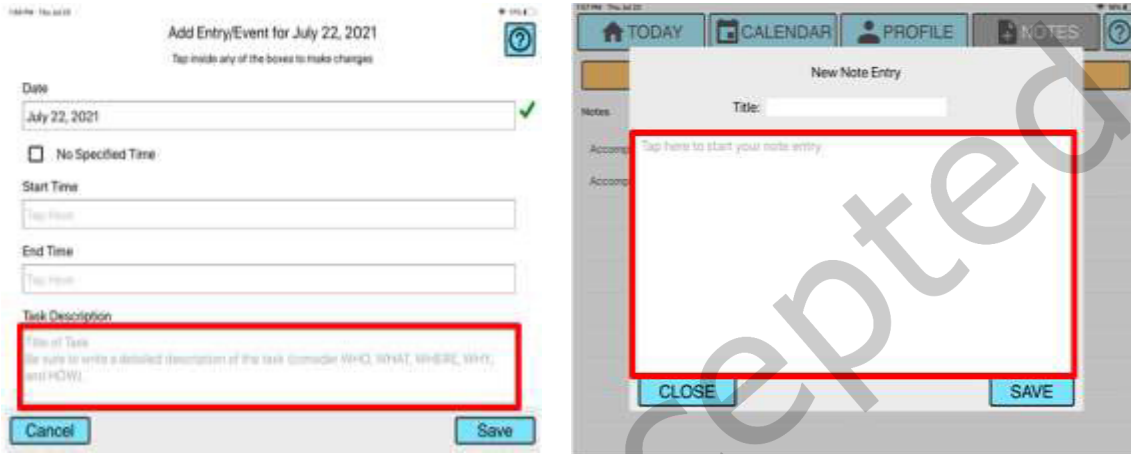 Add Entry/Event for July 22, 2021
Tap inside any of the boxes to make changes
Date
July 22, 2021
No Specified Time
Start Time
Tap Here
End Time
Tap Here
Task Description
Title of Task
Be sure to write a detailed description of the task (consider WHO, WHAT, WHERE, WHY,
and HOW)
Cancel
Save
TODAY
CALENDAR
PROFILE
NOTES
New Note Entry
Notes
Title:
Tap here to start your note entry
Accomp
Accomp
CLOSE
SAVE
cepted